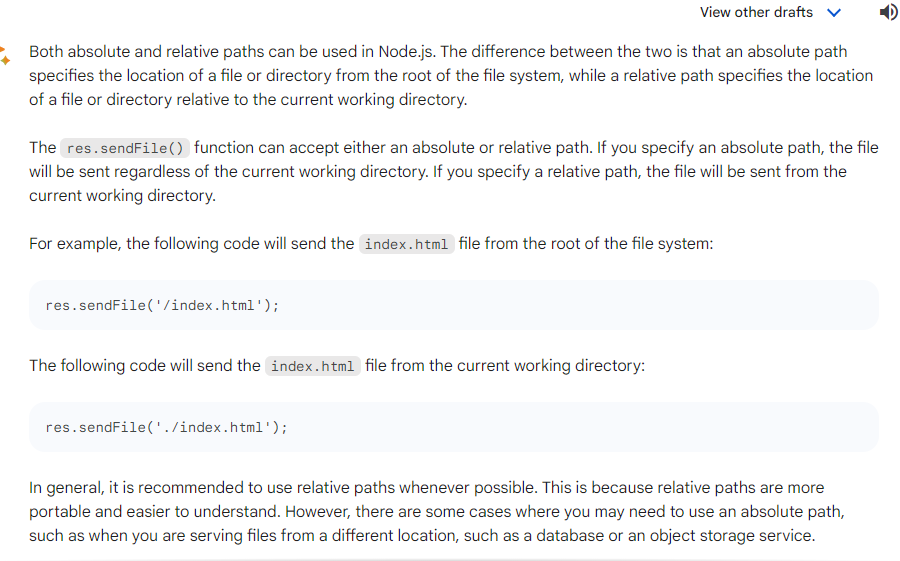 View other drafts
Both absolute and relative paths can be used in Node.js. The difference between the two is that an absolute path
specifies the location of a file or directory from the root of the file system, while a relative path specifies the location
of a file or directory relative to the current working directory.
The res.sendFile() function can accept either an absolute or relative path. If you specify an absolute path, the file
will be sent regardless of the current working directory. If you specify a relative path, the file will be sent from the
current working directory.
For example, the following code will send the index.html file from the root of the file system:
res.sendFile('/index.html');
The following code will send the index.html file from the current working directory:
res.sendFile('./index.html');
In general, it is recommended to use relative paths whenever possible. This is because relative paths are more
portable and easier to understand. However, there are some cases where you may need to use an absolute path,
such as when you are serving files from a different location, such as a database or an object storage service.